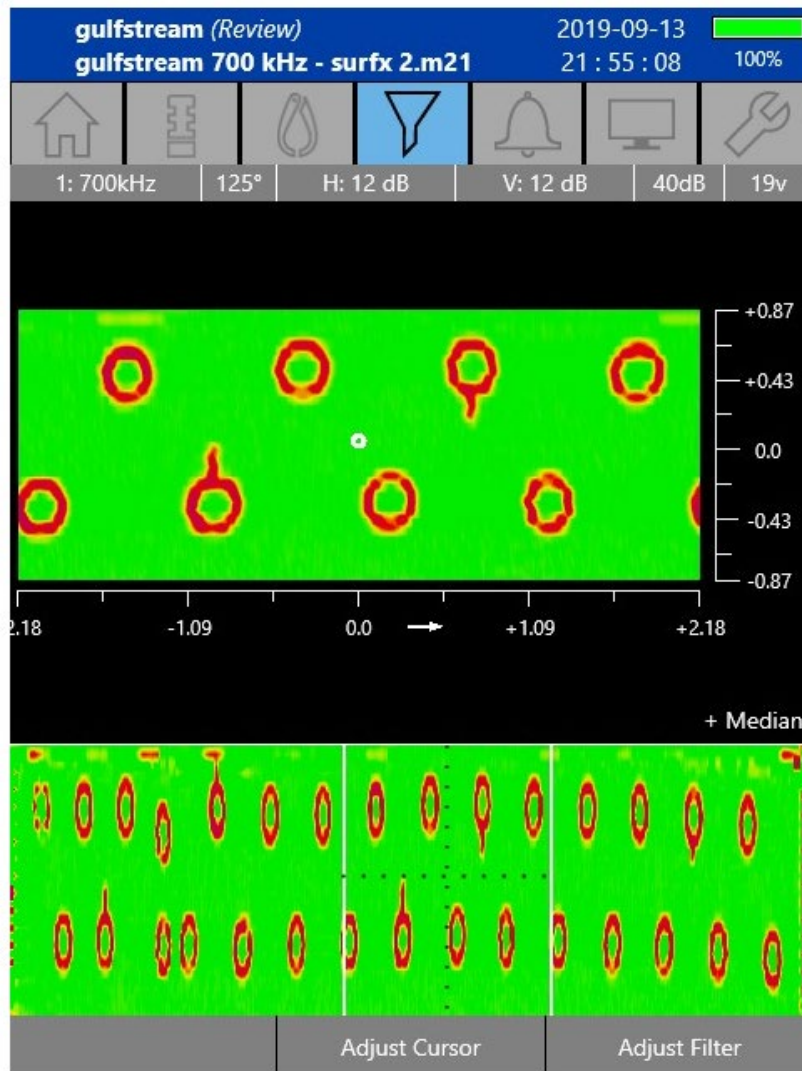 gulfstream (Review) 2019-09-13
gulfstream 700 kHz - surfx 2.m21 21 : 55 : 08 100%
1: 700kHz 125° H: 12 dB V: 12 dB 40dB 19v
+0.87
+0.43
0.0
-0.43
-0.87
2.18 -1.09 0.0 +1.09 +2.18
+ Median
Adjust Cursor Adjust Filter